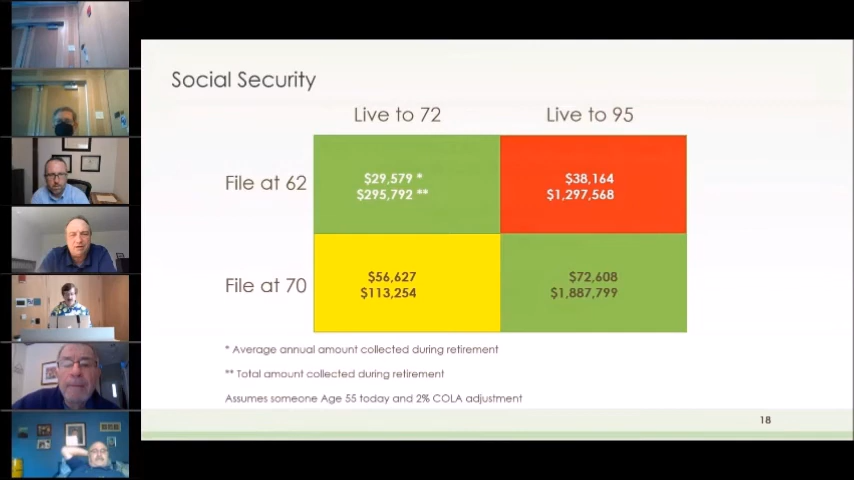 Social Security
Live to 72
Live to 95
File at 62
$29,579 *
$295,792 **
$38,164
$1,297,568
File at 70
$56,627
$113,254
$72,608
$1,887,799
* Average annual amount collected during retirement
** Total amount collected during retirement
Assumes someone Age 55 today and 2% COLA adjustment
18